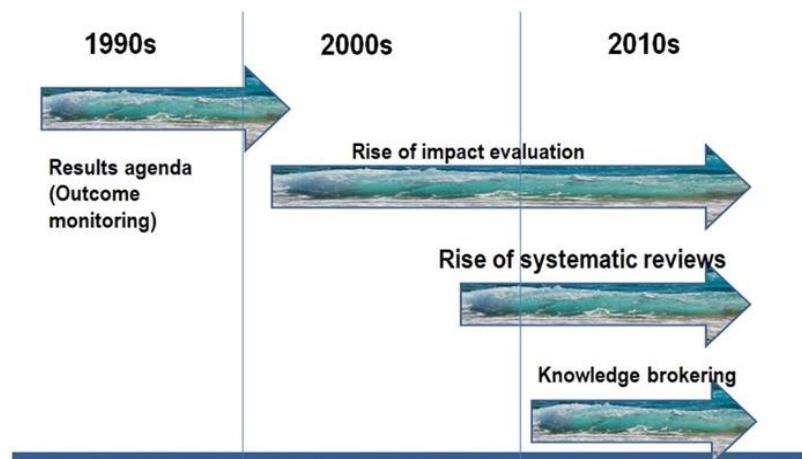 1990s
2000s
2010s
Results agenda
(Outcome
monitoring)
Rise of impact evaluation
Rise of systematic reviews
Knowledge brokering